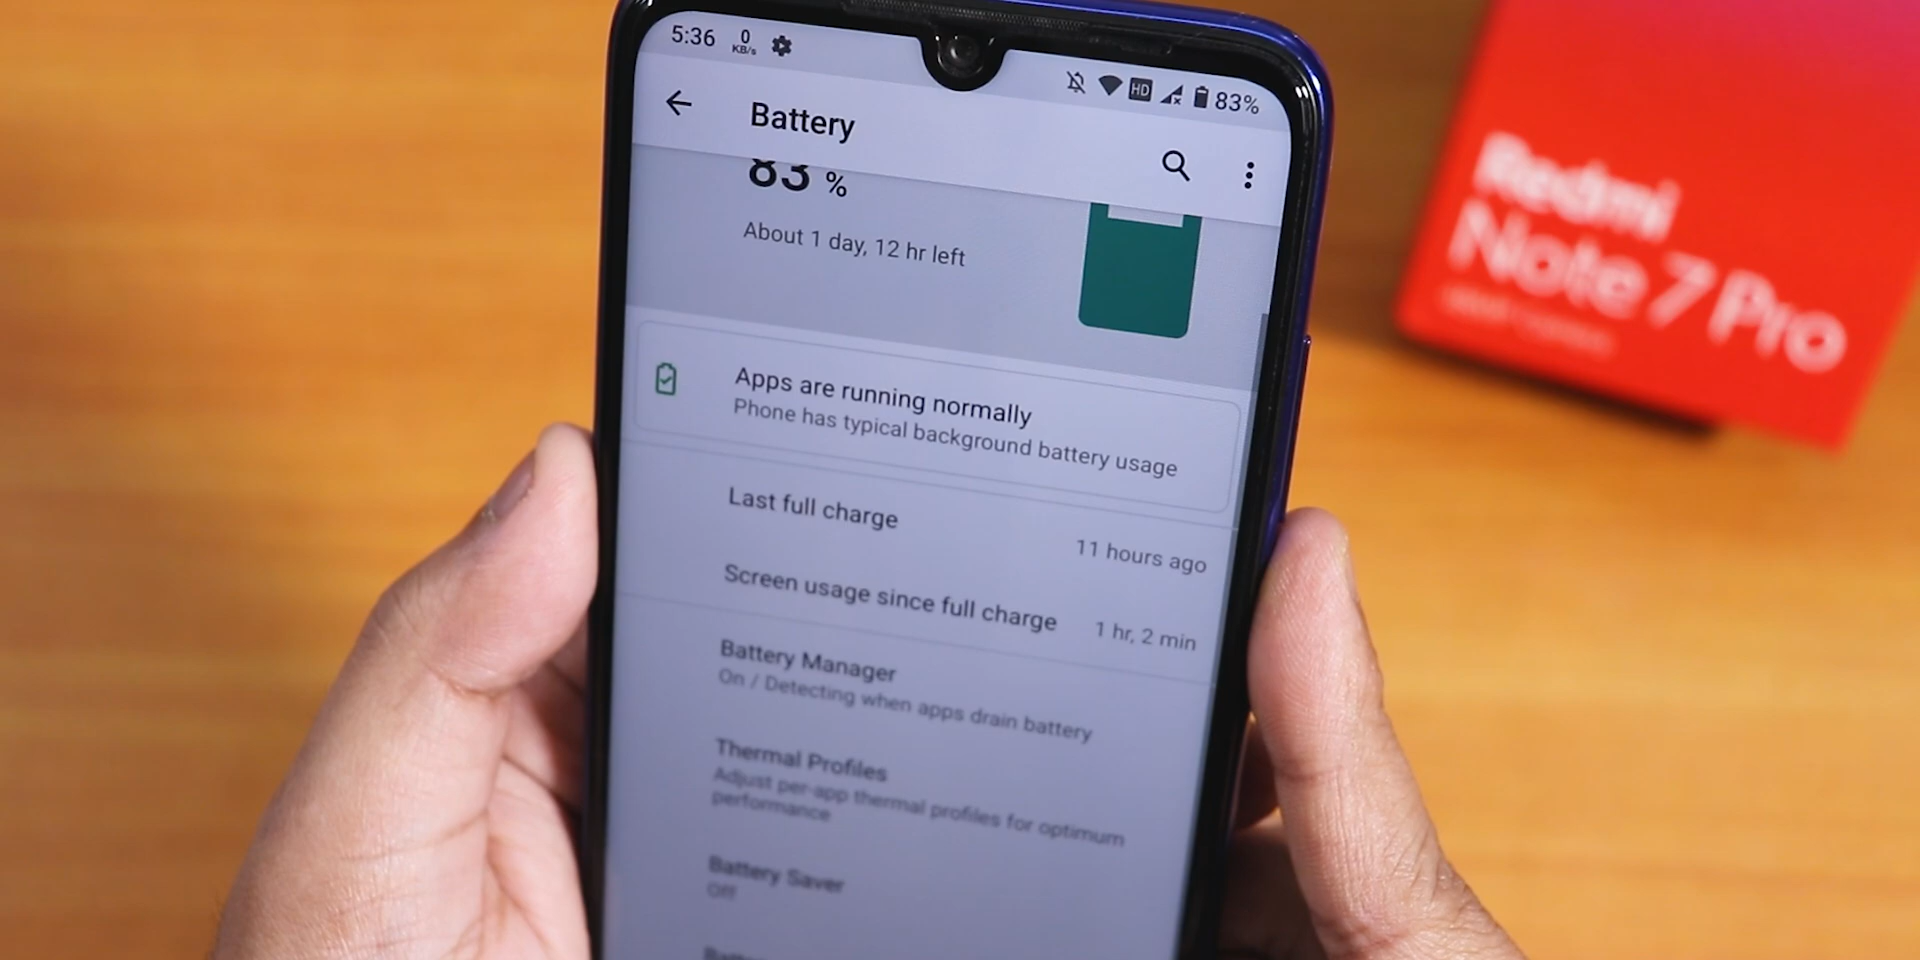 5:36 0 KB/s HD 83%
Battery
83 %
About 1 day, 12 hr left
Apps are running normally
Phone has typical background battery usage
Last full charge
11 hours ago
Screen usage since full charge
1 hr, 2 min
Battery Manager
On / Detecting when apps drain battery
Thermal Profiles
Adjust per-app thermal profiles for optimum
performance
Battery Saver
Off
Redmi
Note 7 Pro